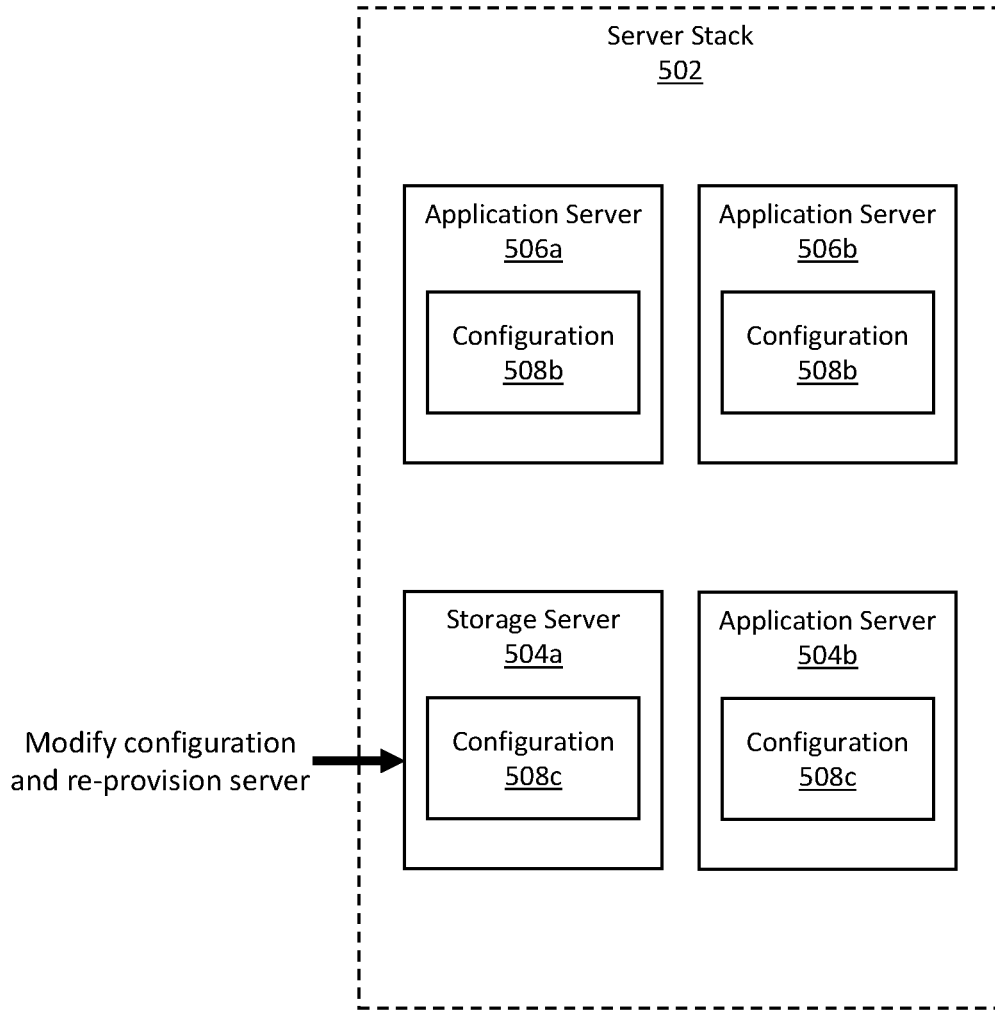 Server Stack
502
Application Server
506a
Configuration
508b
Application Server
506b
Configuration
508b
Storage Server
504a
Configuration
508c
Application Server
504b
Configuration
508c
Modify configuration
and re-provision server